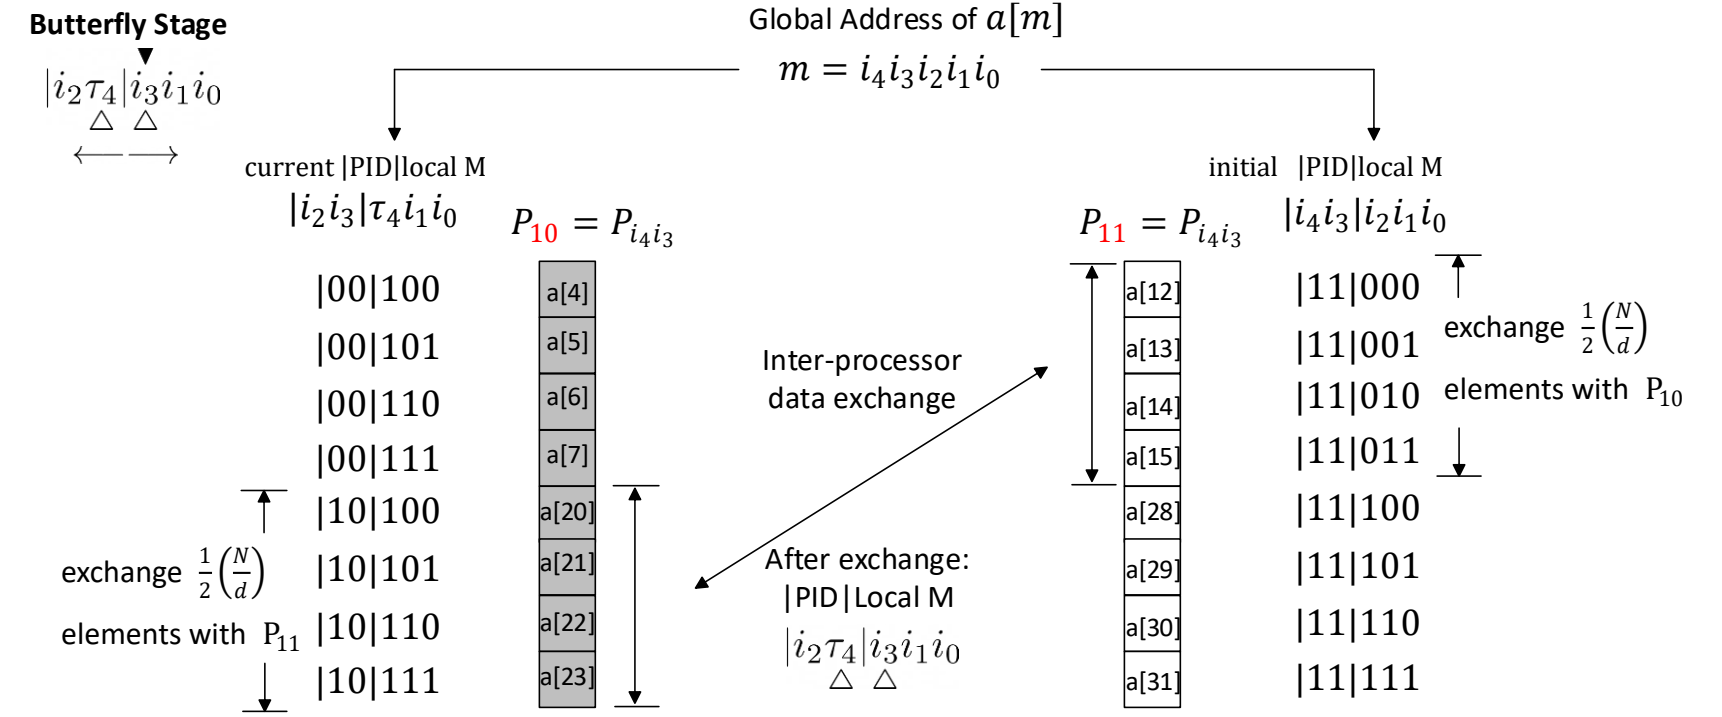 Butterfly Stage
|i₂τ₄|i₃i₁i₀
Global Address of a[m]
m = i₄i₃i₂i₁i₀
current |PID|local M
|i₂i₃|τ₄i₁i₀
P₁₀ = P_{i₄i₃}
|00|100
|00|101
|00|110
|00|111
|10|100
|10|101
|10|110
|10|111
a[4]
a[5]
a[6]
a[7]
a[20]
a[21]
a[22]
a[23]
exchange ½(N/d)
elements with P₁₁
Inter-processor
data exchange
After exchange:
|PID|Local M
|i₂τ₄|i₃i₁i₀
initial |PID|local M
|i₄i₃|i₂i₁i₀
P₁₁ = P_{i₄i₃}
a[12]
a[13]
a[14]
a[15]
a[28]
a[29]
a[30]
a[31]
|11|000
|11|001
|11|010
|11|011
|11|100
|11|101
|11|110
|11|111
exchange ½(N/d)
elements with P₁₀